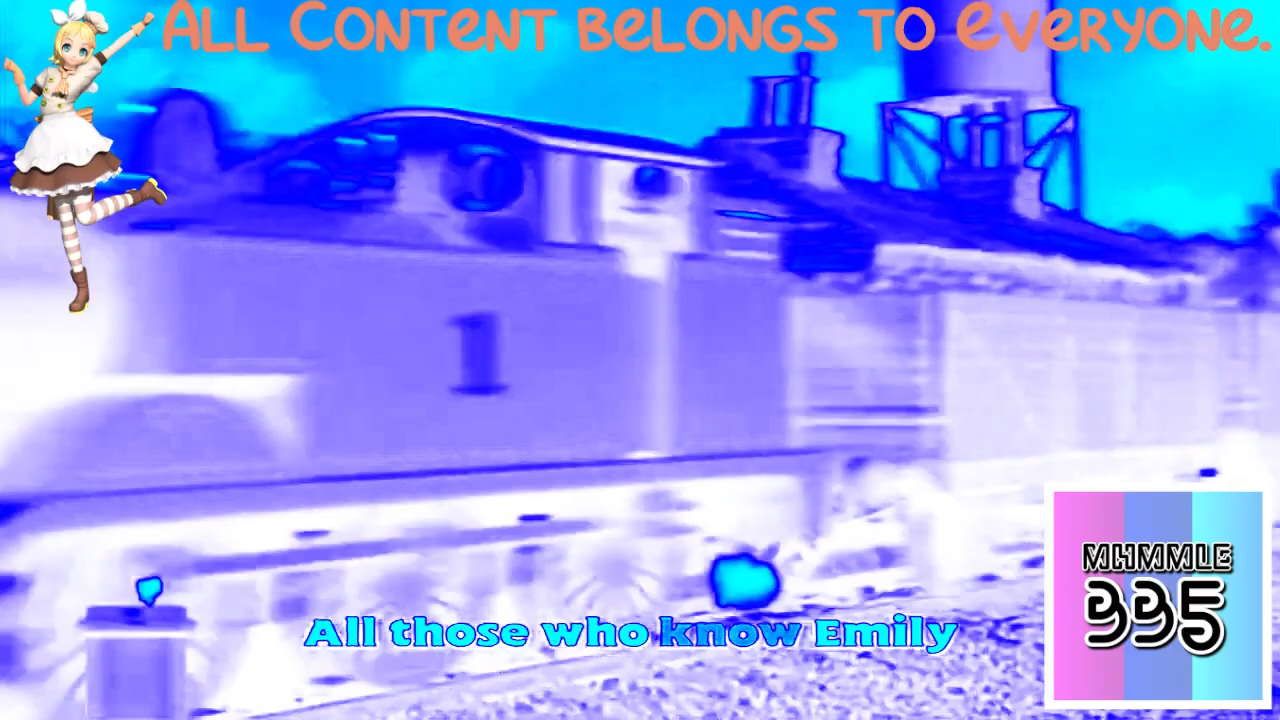 All Content belongs to everyone.
1
All those who know Emily
MHMMLE
335